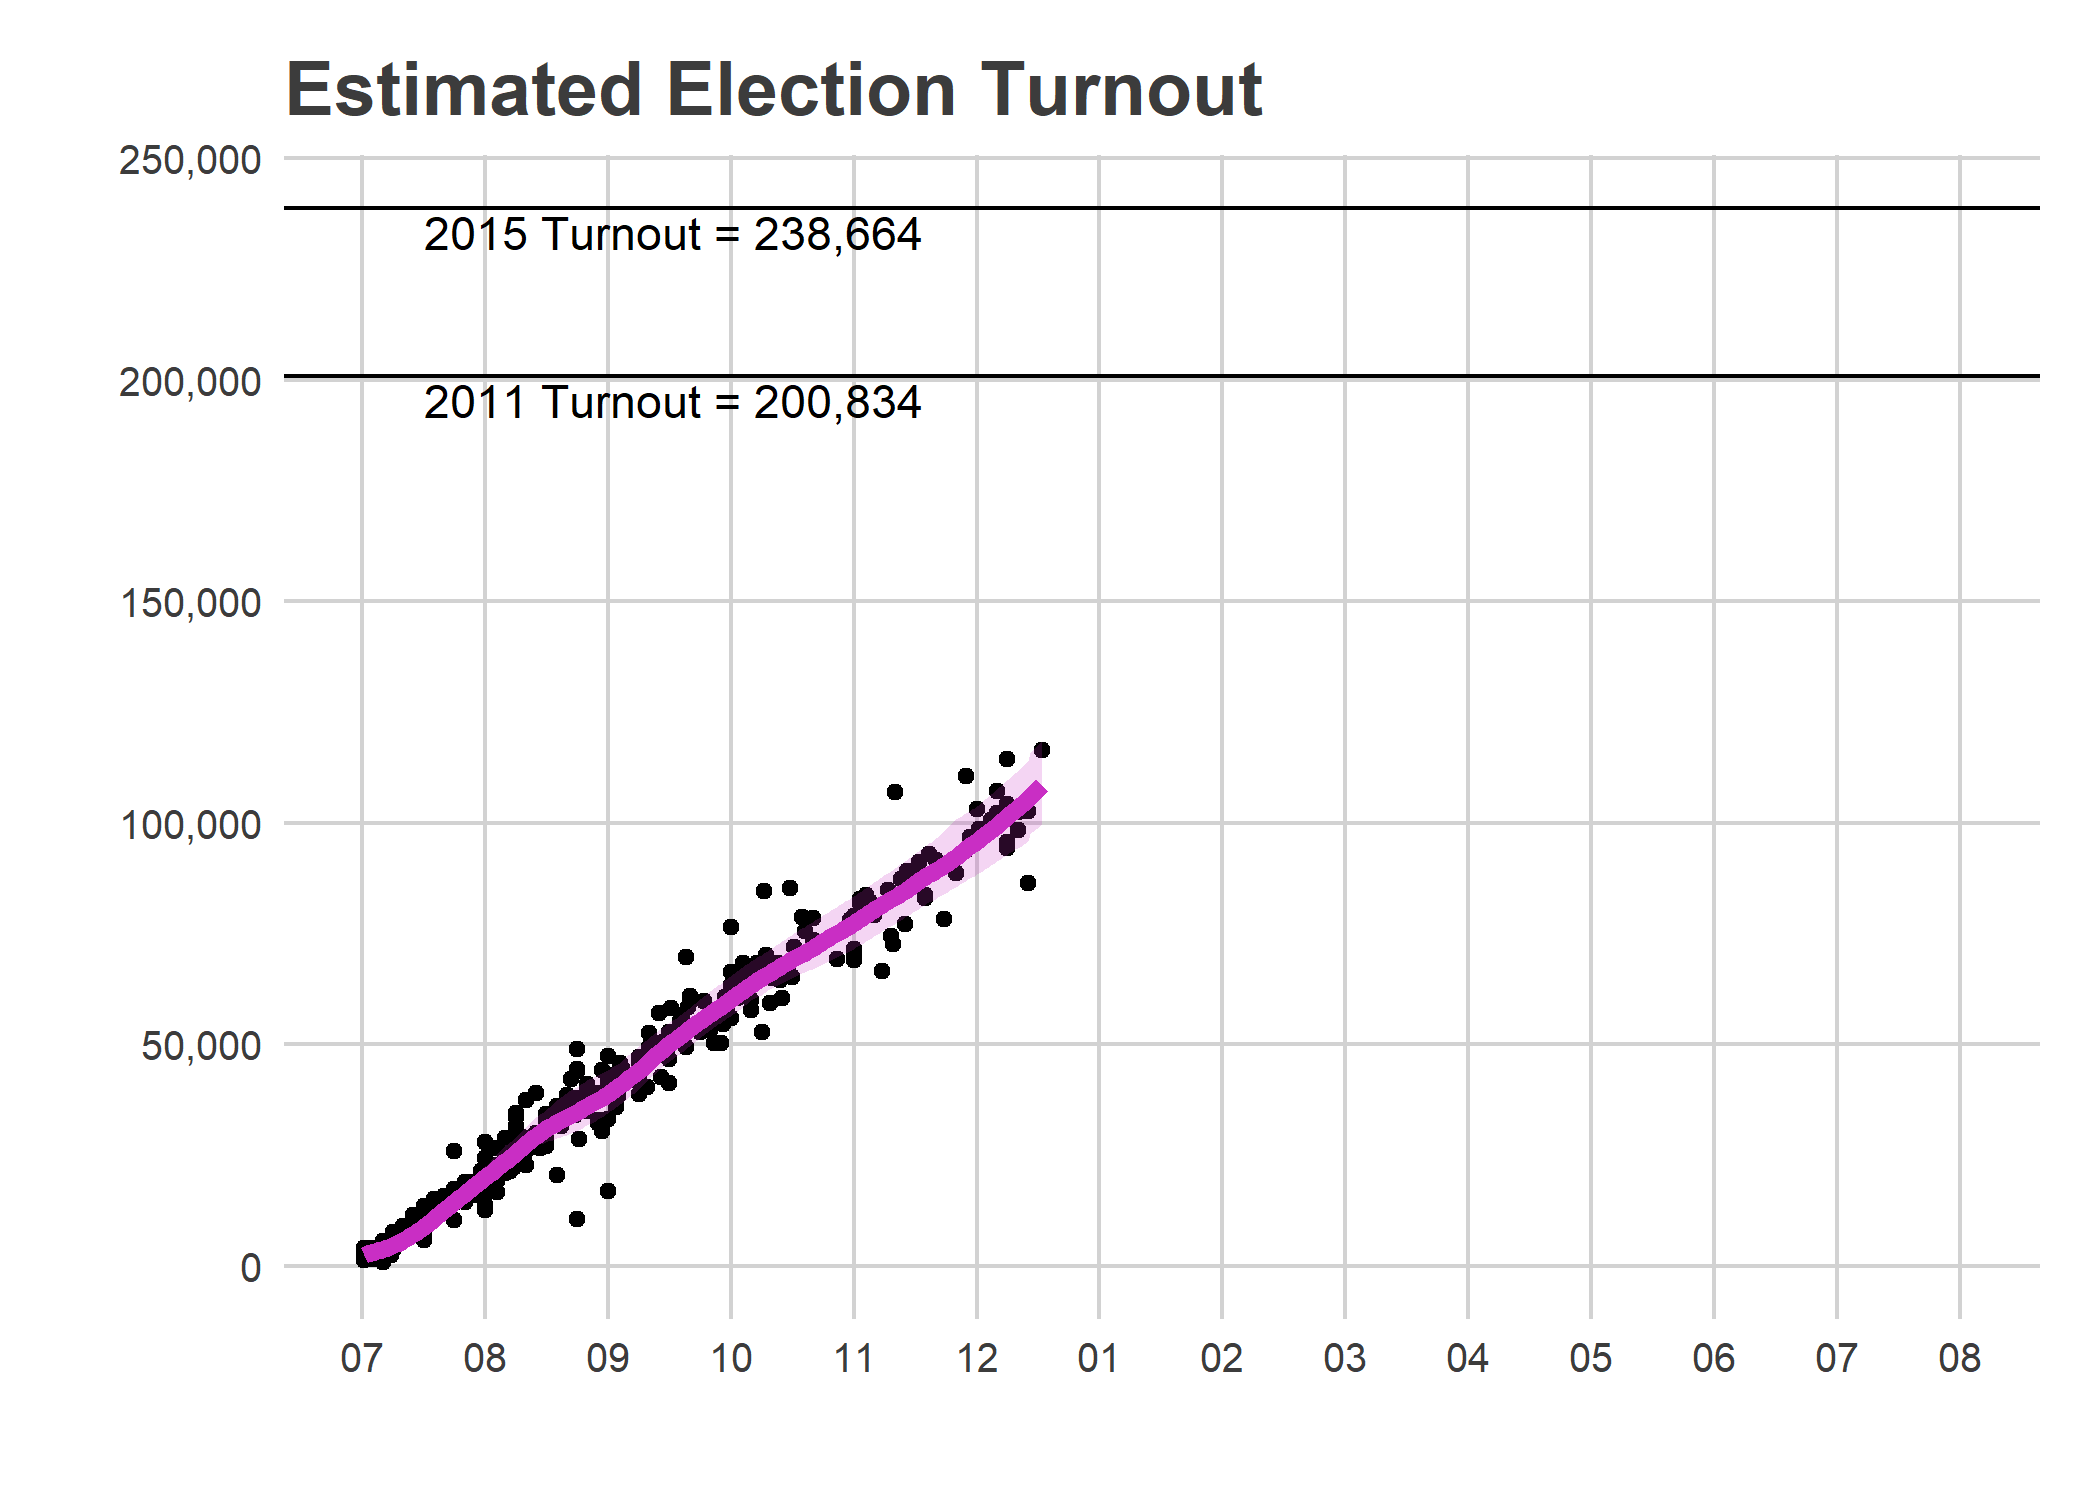 Estimated Election Turnout
250,000
2015 Turnout = 238,664
200,000
2011 Turnout = 200,834
150,000
100,000
50,000
0
07 08 09 10 11 12 01 02 03 04 05 06 07 08